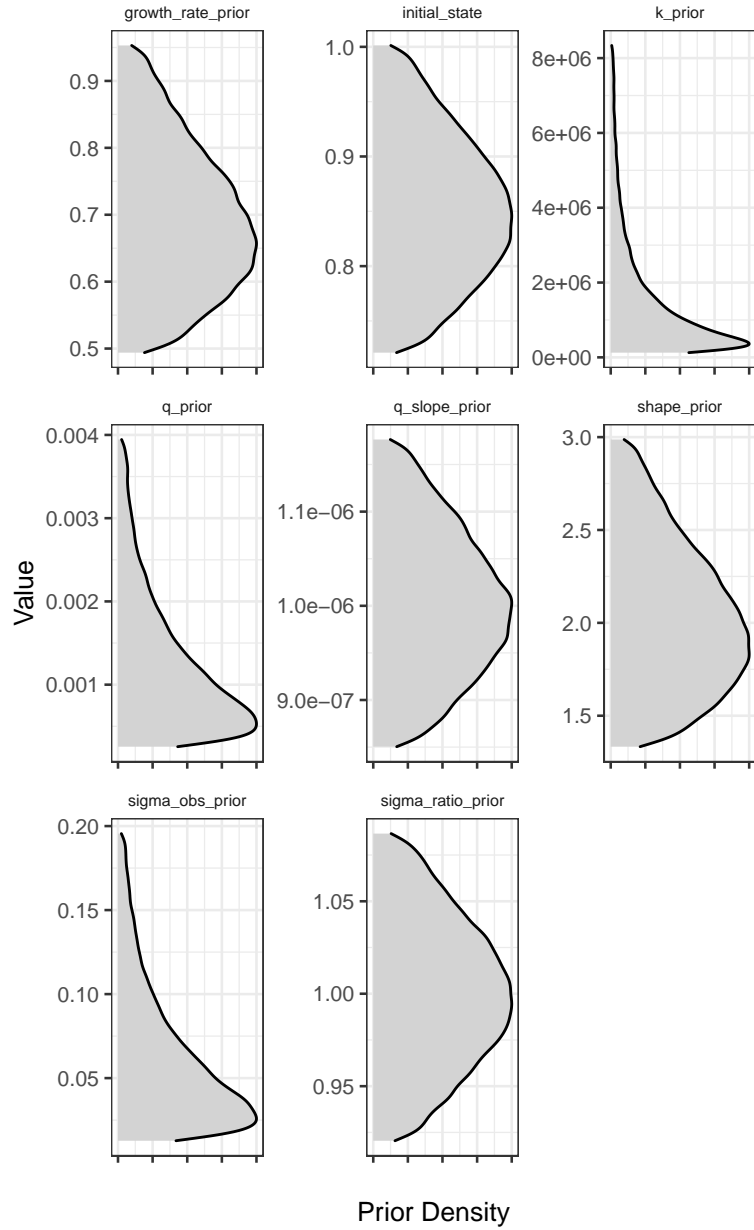 growth_rate_prior
initial_state
k_prior
0.9
0.8
0.7
0.6
0.5
1.0
0.9
0.8
8e+06
6e+06
4e+06
2e+06
0e+00
q_prior
q_slope_prior
shape_prior
0.004
0.003
0.002
0.001
1.1e−06
1.0e−06
9.0e−07
3.0
2.5
2.0
1.5
Value
sigma_obs_prior
sigma_ratio_prior
0.20
0.15
0.10
0.05
1.05
1.00
0.95
Prior Density